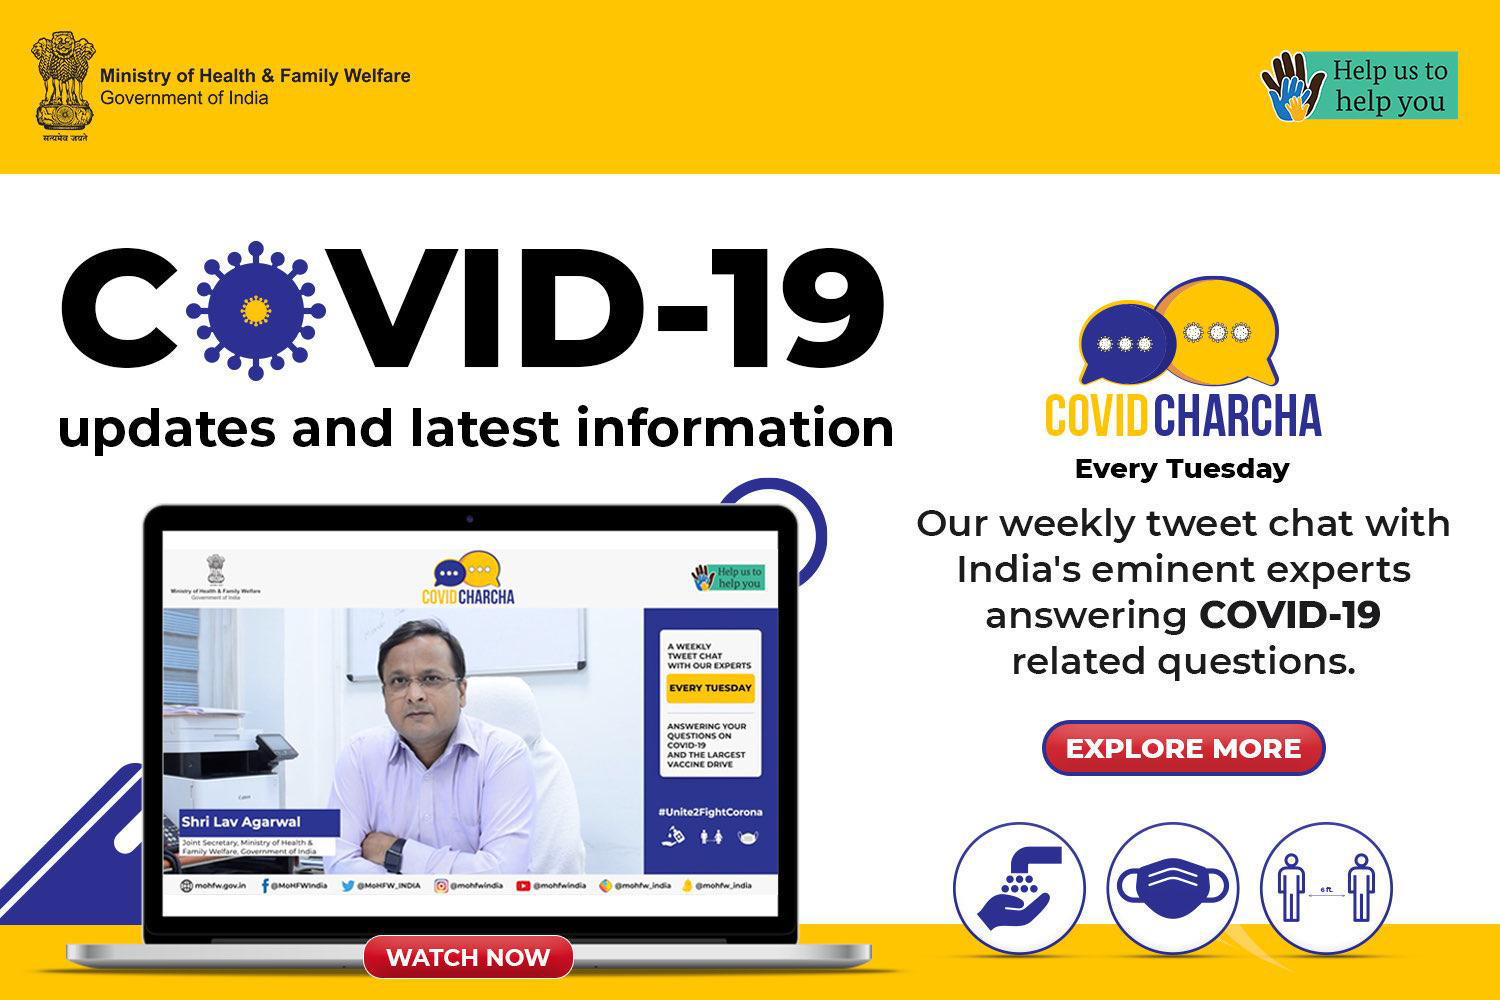 Ministry of Health & Family Welfare
Government of India
सत्यमेव जयते
Help us to
help you
COVID-19
updates and latest information
COVID CHARCHA
Every Tuesday
Our weekly tweet chat with
India's eminent experts
answering COVID-19
related questions.
EXPLORE MORE
6 ft.
Ministry of Health & Family Welfare
Government of India
COVID CHARCHA
Help us to
help you
A WEEKLY
TWEET CHAT
WITH OUR EXPERTS
EVERY TUESDAY
ANSWERING YOUR
QUESTIONS ON
COVID-19
AND THE LARGEST
VACCINE DRIVE
#Unite2FightCorona
Canon
Shri Lav Agarwal
Joint Secretary, Ministry of Health &
Family Welfare, Government of India
mohfw.gov.in @MoHFWIndia @MoHFW_INDIA @mohfwindia @mohfwindia @mohfw_india @mohfw_india
WATCH NOW